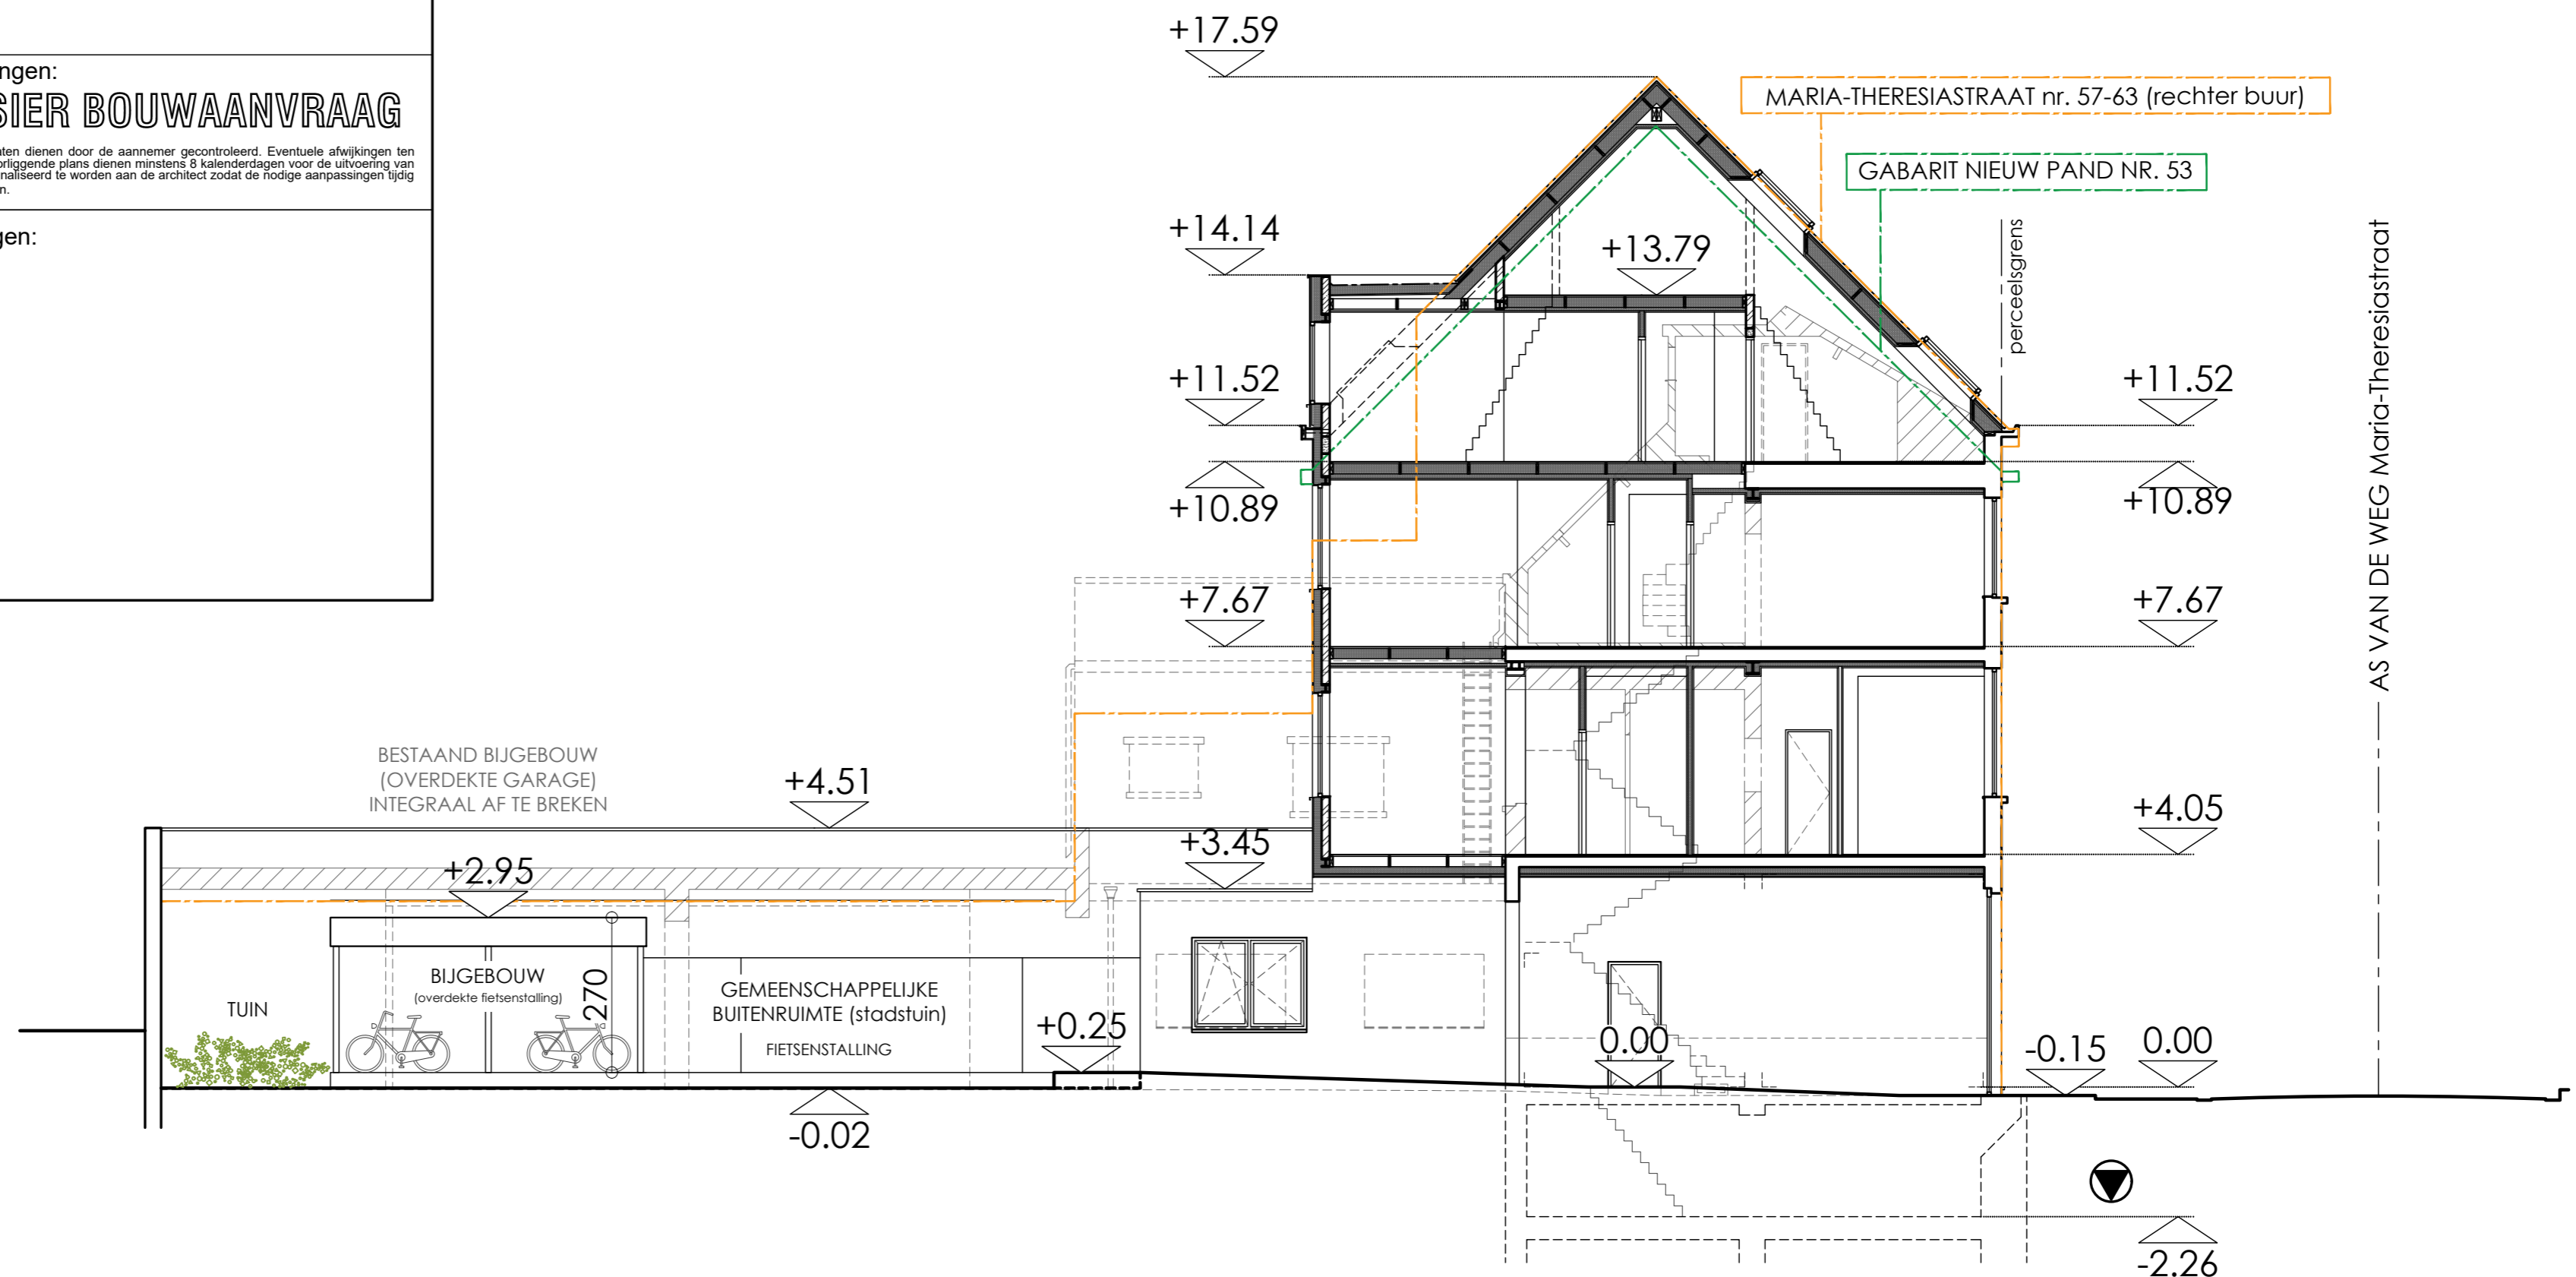 ngen:
SIER BOUWAANVRAAG
aten dienen door de aannemer gecontroleerd. Eventuele afwijkingen ten
orliggende plans dienen minstens 8 kalenderdagen voor de uitvoering van
naliseerd te worden aan de architect zodat de nodige aanpassingen tijdig
n.
gen:
+17.59
MARIA-THERESIASTRAAT nr. 57-63 (rechter buur)
GABARIT NIEUW PAND NR. 53
+14.14
+13.79
perceelsgrens
AS VAN DE WEG Maria-Theresiastraat
+11.52
+11.52
+10.89
+10.89
+7.67
+7.67
BESTAAND BIJGEBOUW
(OVERDEKTE GARAGE)
INTEGRAAL AF TE BREKEN
+4.51
+4.05
+3.45
+2.95
BIJGEBOUW
(overdekte fietsenstalling)
270
TUIN
GEMEENSCHAPPELIJKE
BUITENRUIMTE (stadstuin)
FIETSENSTALLING
+0.25
0.00
-0.15
0.00
-0.02
-2.26